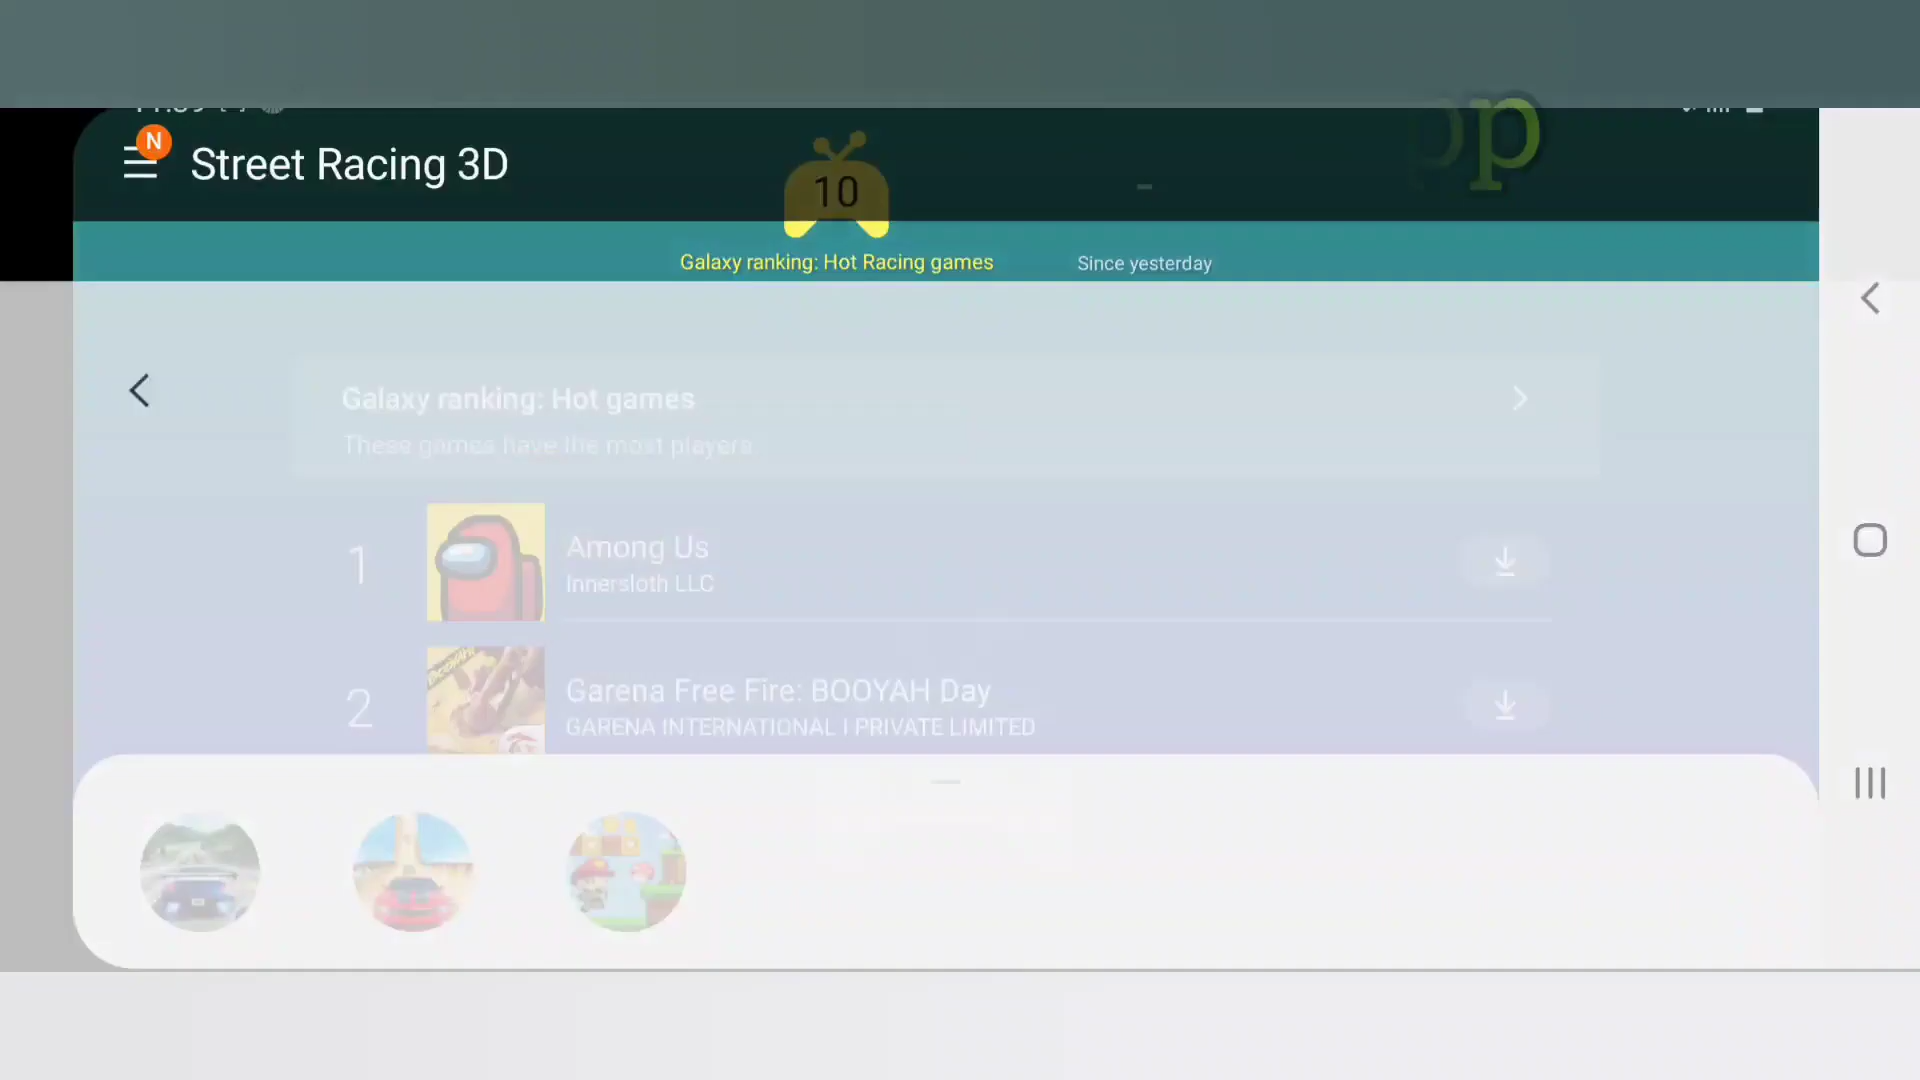 N
Street Racing 3D
10
-
pp
Galaxy ranking: Hot Racing games
Since yesterday
Galaxy ranking: Hot games
These games have the most players
1
Among Us
Innersloth LLC
2
Garena Free Fire: BOOYAH Day
GARENA INTERNATIONAL I PRIVATE LIMITED